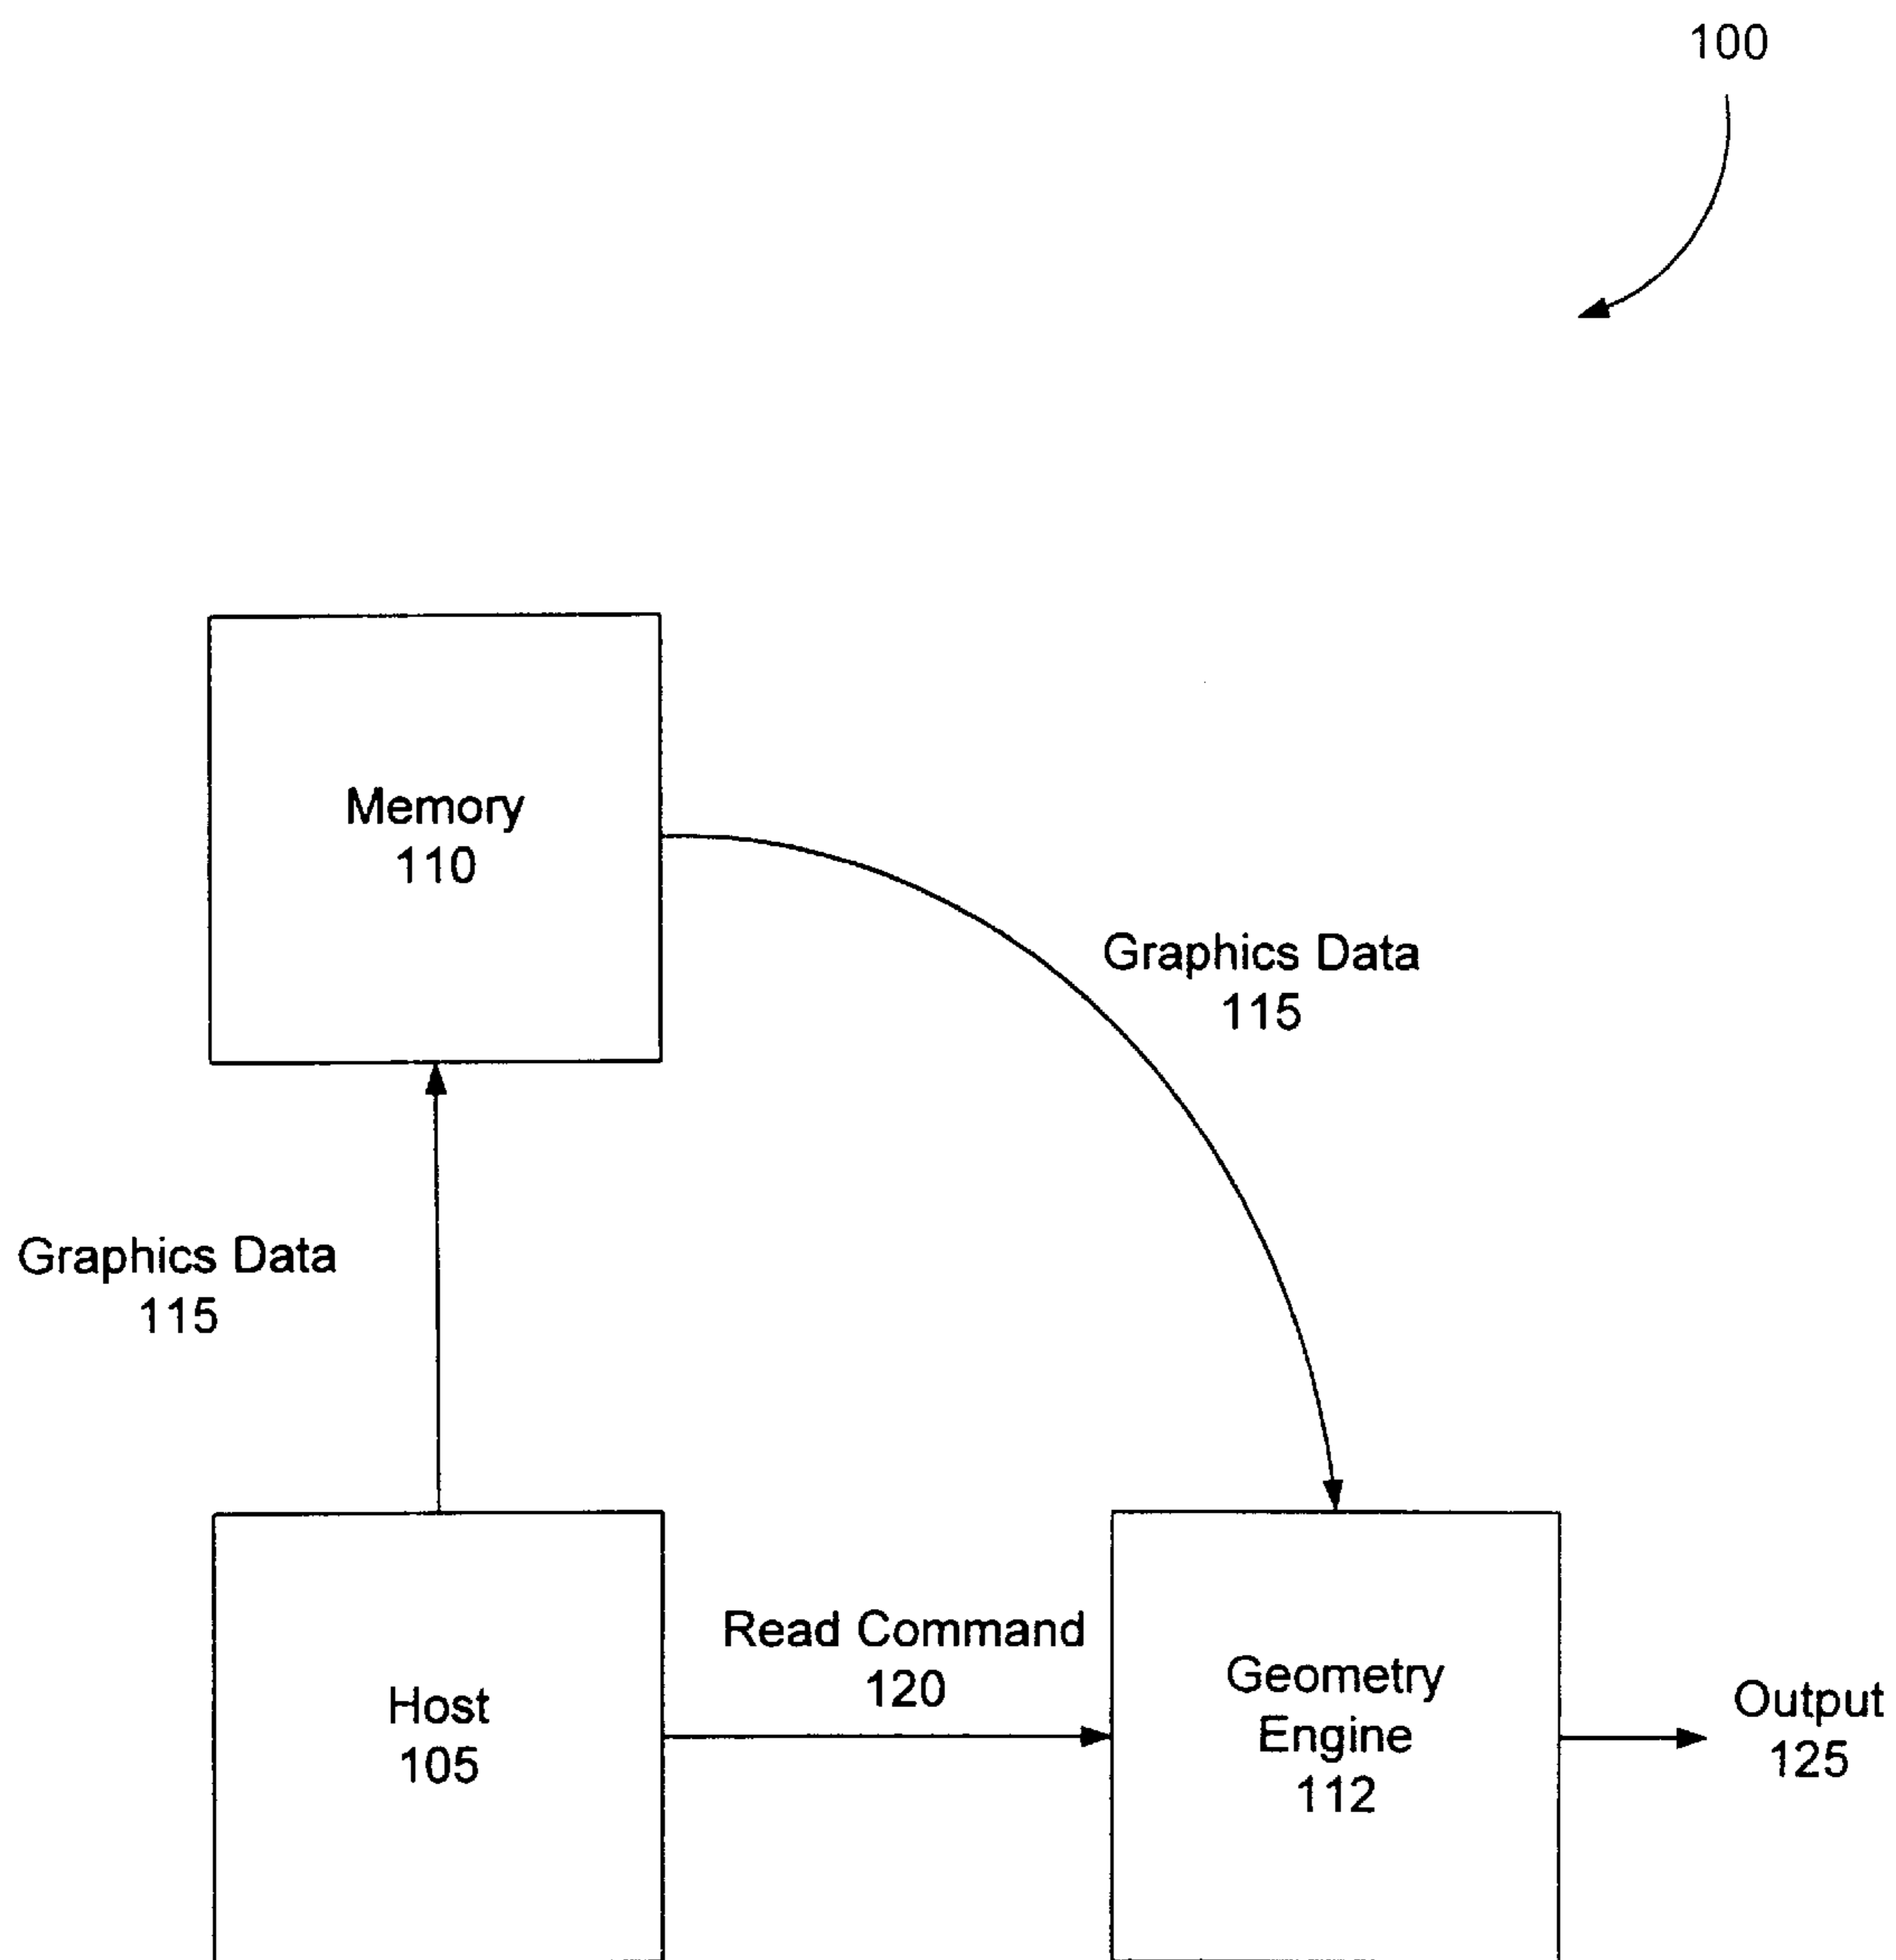 100
Memory
110
Graphics Data
115
Graphics Data
115
Read Command
120
Host
105
Geometry
Engine
112
Output
125